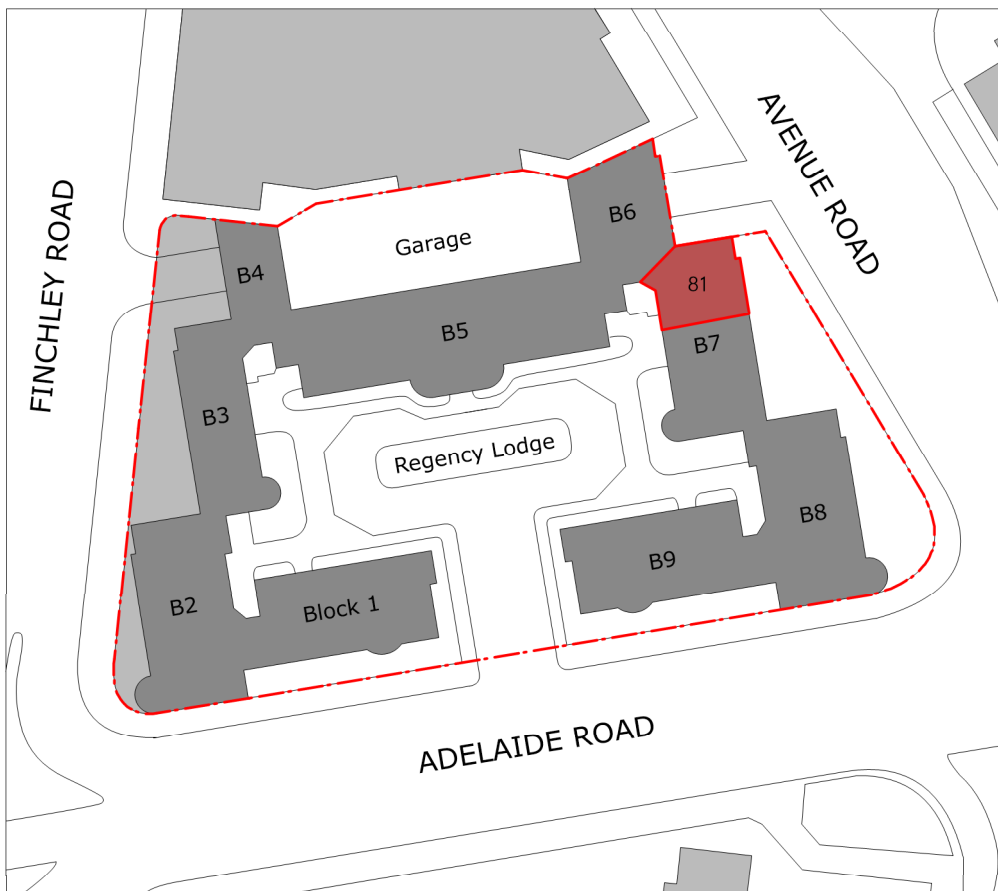 AVENUE ROAD
FINCHLEY ROAD
B6
Garage
B4
81
B5
B7
B3
Regency Lodge
B8
B9
B2
Block 1
ADELAIDE ROAD